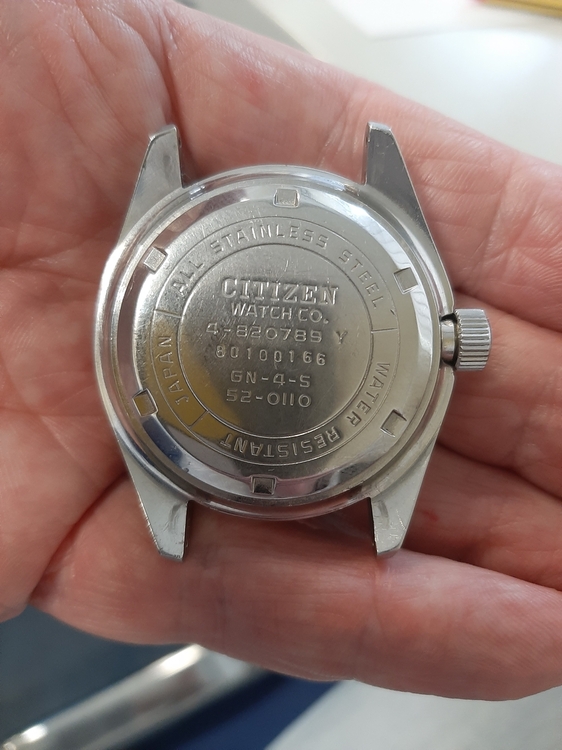 ALL STAINLESS STEEL
WATER RESISTANT
JAPAN
CITIZEN
WATCH CO.
4-820789 Y
80100166
GN-4-S
52-0110